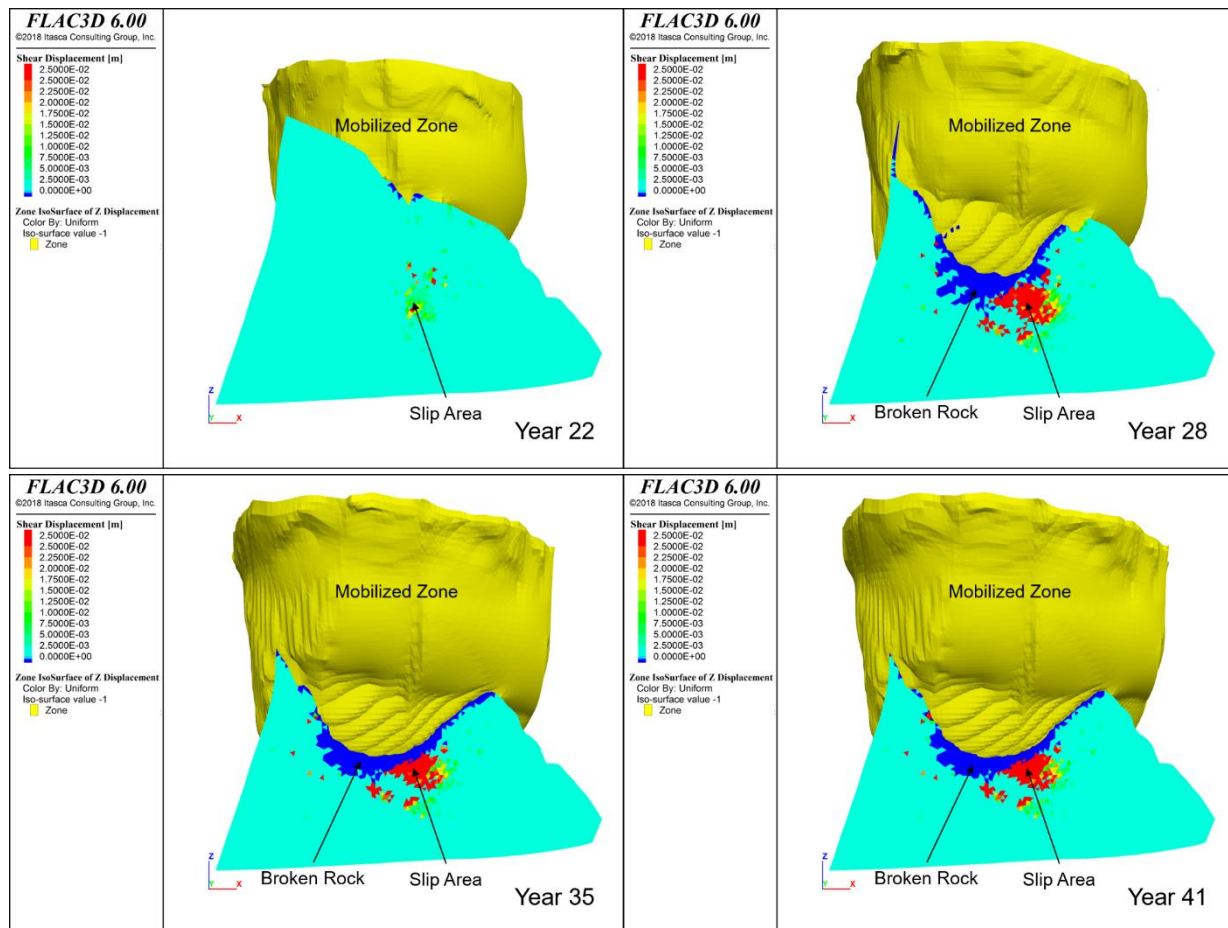 FLAC3D 6.00
©2018 Itasca Consulting Group, Inc.
Shear Displacement [m]
2.5000E-02
2.5000E-02
2.2500E-02
2.0000E-02
1.7500E-02
1.5000E-02
1.2500E-02
1.0000E-02
7.5000E-03
5.0000E-03
2.5000E-03
0.0000E+00
Zone IsoSurface of Z Displacement
Color By: Uniform
Iso-surface value -1
Zone
Mobilized Zone
Z
Y
X
Slip Area
Year 22
FLAC3D 6.00
©2018 Itasca Consulting Group, Inc.
Shear Displacement [m]
2.5000E-02
2.5000E-02
2.2500E-02
2.0000E-02
1.7500E-02
1.5000E-02
1.2500E-02
1.0000E-02
7.5000E-03
5.0000E-03
2.5000E-03
0.0000E+00
Zone IsoSurface of Z Displacement
Color By: Uniform
Iso-surface value -1
Zone
Mobilized Zone
Z
Y
X
Broken Rock
Slip Area
Year 28
FLAC3D 6.00
©2018 Itasca Consulting Group, Inc.
Shear Displacement [m]
2.5000E-02
2.5000E-02
2.2500E-02
2.0000E-02
1.7500E-02
1.5000E-02
1.2500E-02
1.0000E-02
7.5000E-03
5.0000E-03
2.5000E-03
0.0000E+00
Zone IsoSurface of Z Displacement
Color By: Uniform
Iso-surface value -1
Zone
Mobilized Zone
Z
Y
X
Broken Rock
Slip Area
Year 35
FLAC3D 6.00
©2018 Itasca Consulting Group, Inc.
Shear Displacement [m]
2.5000E-02
2.5000E-02
2.2500E-02
2.0000E-02
1.7500E-02
1.5000E-02
1.2500E-02
1.0000E-02
7.5000E-03
5.0000E-03
2.5000E-03
0.0000E+00
Zone IsoSurface of Z Displacement
Color By: Uniform
Iso-surface value -1
Zone
Mobilized Zone
Z
Y
X
Broken Rock
Slip Area
Year 41